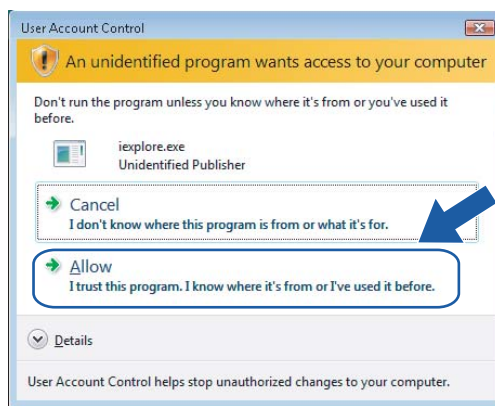 User Account Control
An unidentified program wants access to your computer
Don't run the program unless you know where it's from or you've used it
before.
iexplore.exe
Unidentified Publisher
Cancel
I don't know where this program is from or what it's for.
Allow
I trust this program. I know where it's from or I've used it before.
Details
User Account Control helps stop unauthorized changes to your computer.